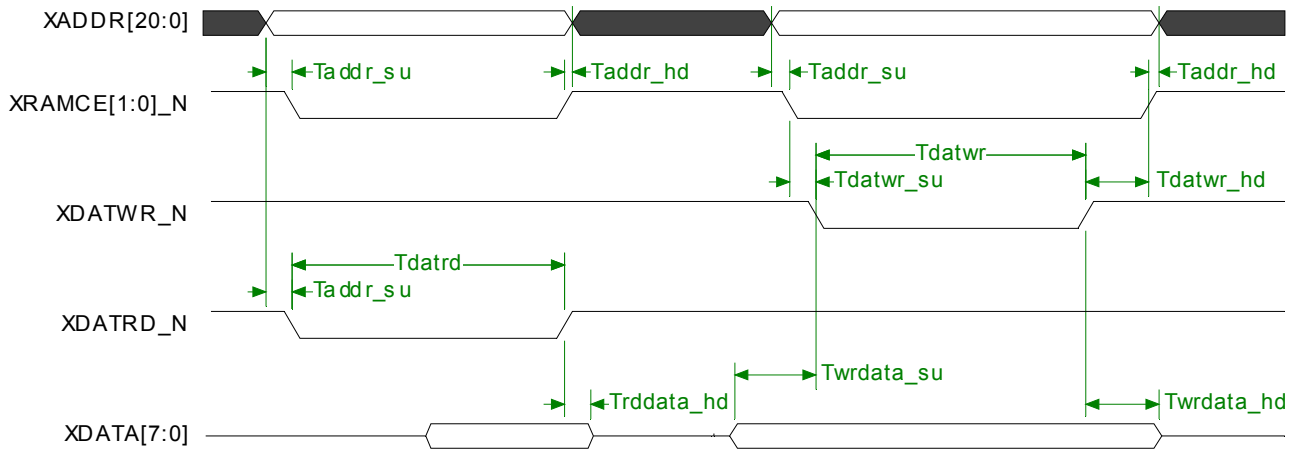 XADDR[20:0]
Taddr_su Taddr_hd Taddr_su Taddr_hd
XRAMCE[1:0]_N
Tdatwr
Tdatwr_su Tdatwr_hd
XDATWR_N
Tdatrd
Taddr_su
XDATRD_N
Twrdata_su
Trddata_hd Twrdata_hd
XDATA[7:0]